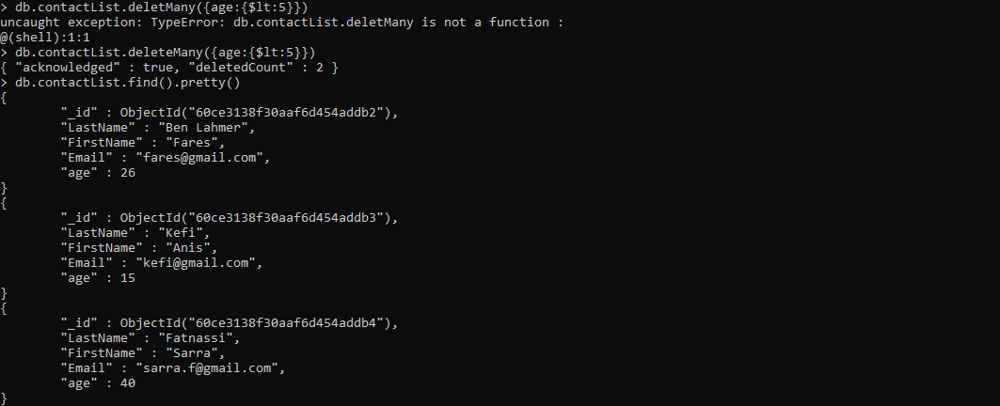 > db.contactList.deletMany({age:{$lt:5}})
uncaught exception: TypeError: db.contactList.deletMany is not a function :
@(shell):1:1
> db.contactList.deleteMany({age:{$lt:5}})
{ "acknowledged" : true, "deletedCount" : 2 }
> db.contactList.find().pretty()
{
        "_id" : ObjectId("60ce3138f30aaf6d454addb2"),
        "LastName" : "Ben Lahmer",
        "FirstName" : "Fares",
        "Email" : "fares@gmail.com",
        "age" : 26
}
{
        "_id" : ObjectId("60ce3138f30aaf6d454addb3"),
        "LastName" : "Kefi",
        "FirstName" : "Anis",
        "Email" : "kefi@gmail.com",
        "age" : 15
}
{
        "_id" : ObjectId("60ce3138f30aaf6d454addb4"),
        "LastName" : "Fatnassi",
        "FirstName" : "Sarra",
        "Email" : "sarra.f@gmail.com",
        "age" : 40
}